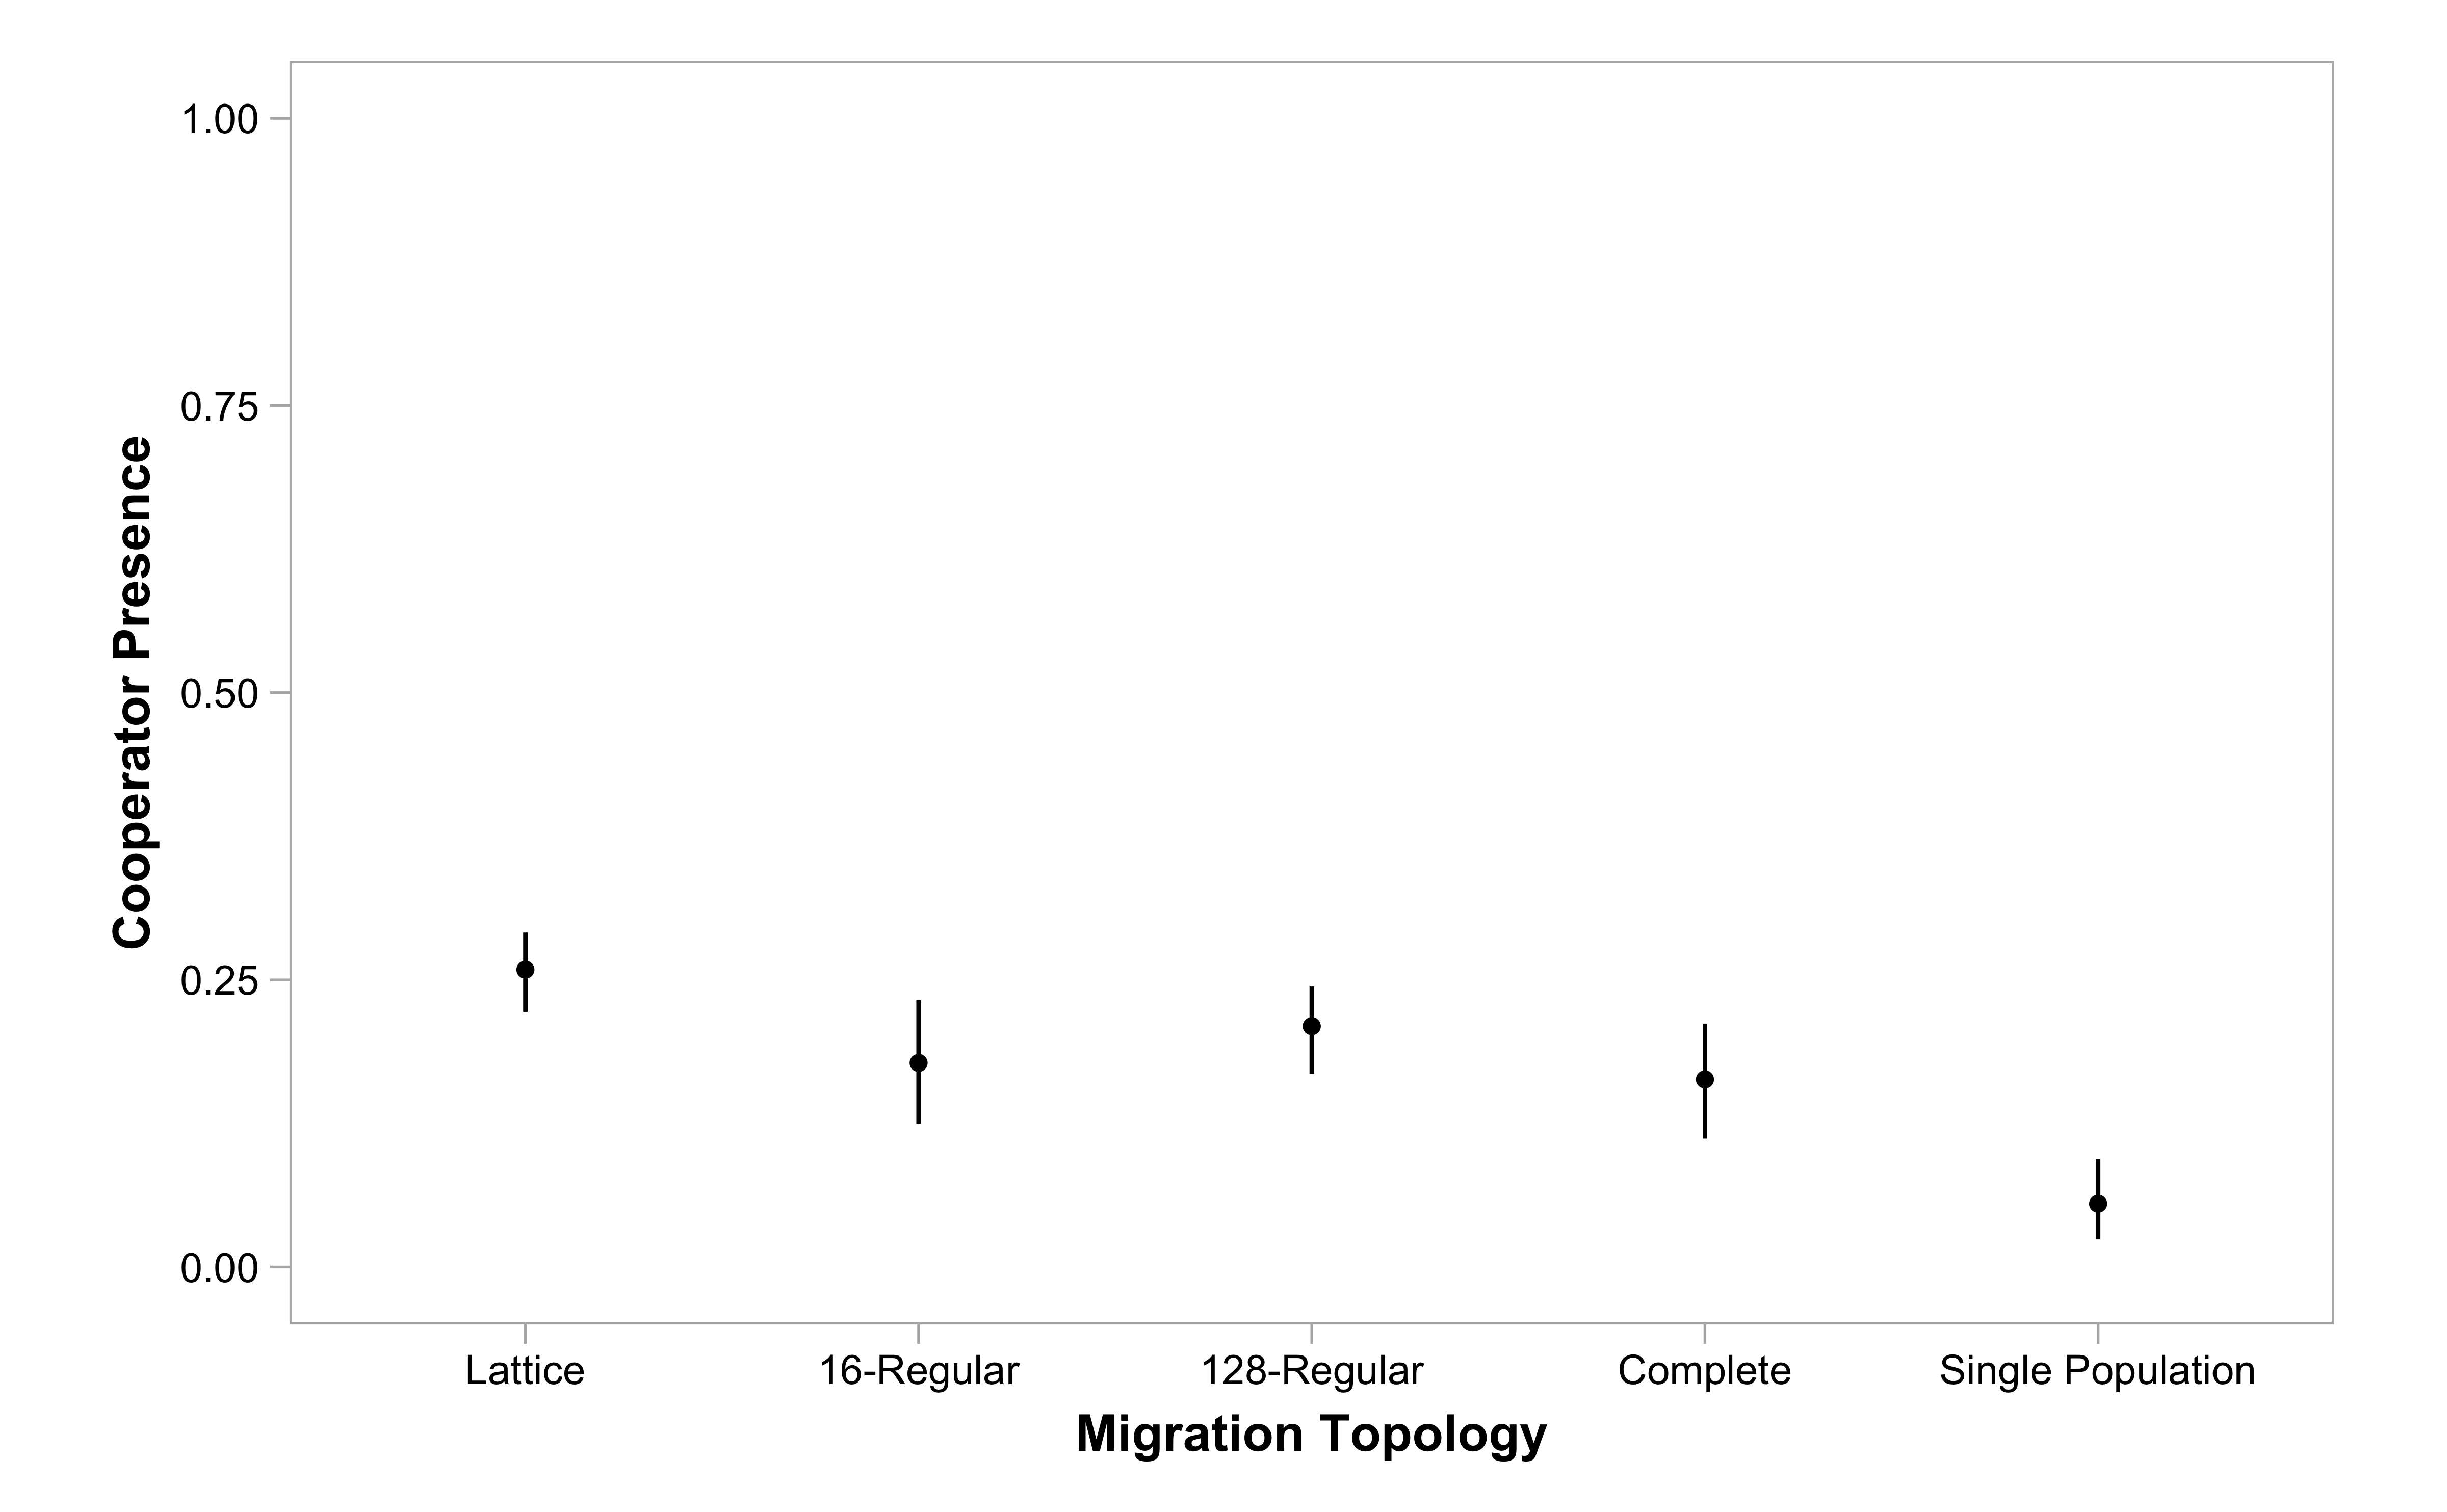 1.00
0.75
0.50
0.25
0.00
Cooperator Presence
Lattice
16-Regular
128-Regular
Complete
Single Population
Migration Topology